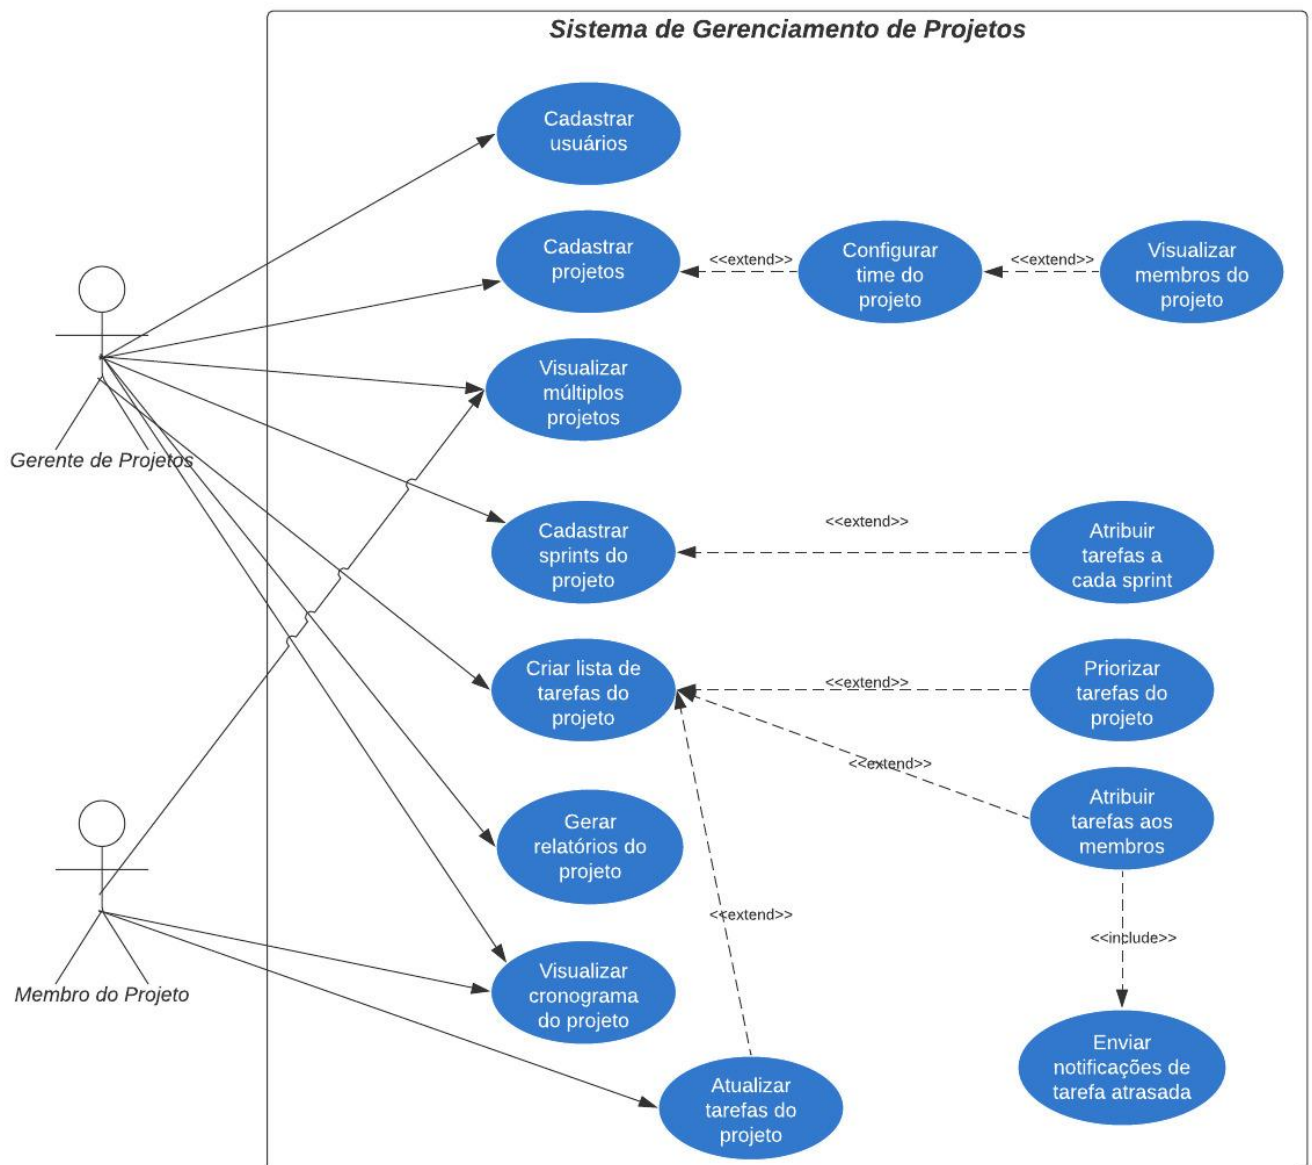 Sistema de Gerenciamento de Projetos
Cadastrar
usuários
Cadastrar
projetos
<<extend>>
Configurar
time do
projeto
<<extend>>
Visualizar
membros do
projeto
Visualizar
múltiplos
projetos
Gerente de Projetos
Cadastrar
sprints do
projeto
<<extend>>
Atribuir
tarefas a
cada sprint
Criar lista de
tarefas do
projeto
<<extend>>
Priorizar
tarefas do
projeto
<<extend>>
Atribuir
tarefas aos
membros
Gerar
relatórios do
projeto
<<extend>>
<<include>>
Membro do Projeto
Visualizar
cronograma
do projeto
Enviar
notificações de
tarefa atrasada
Atualizar
tarefas do
projeto